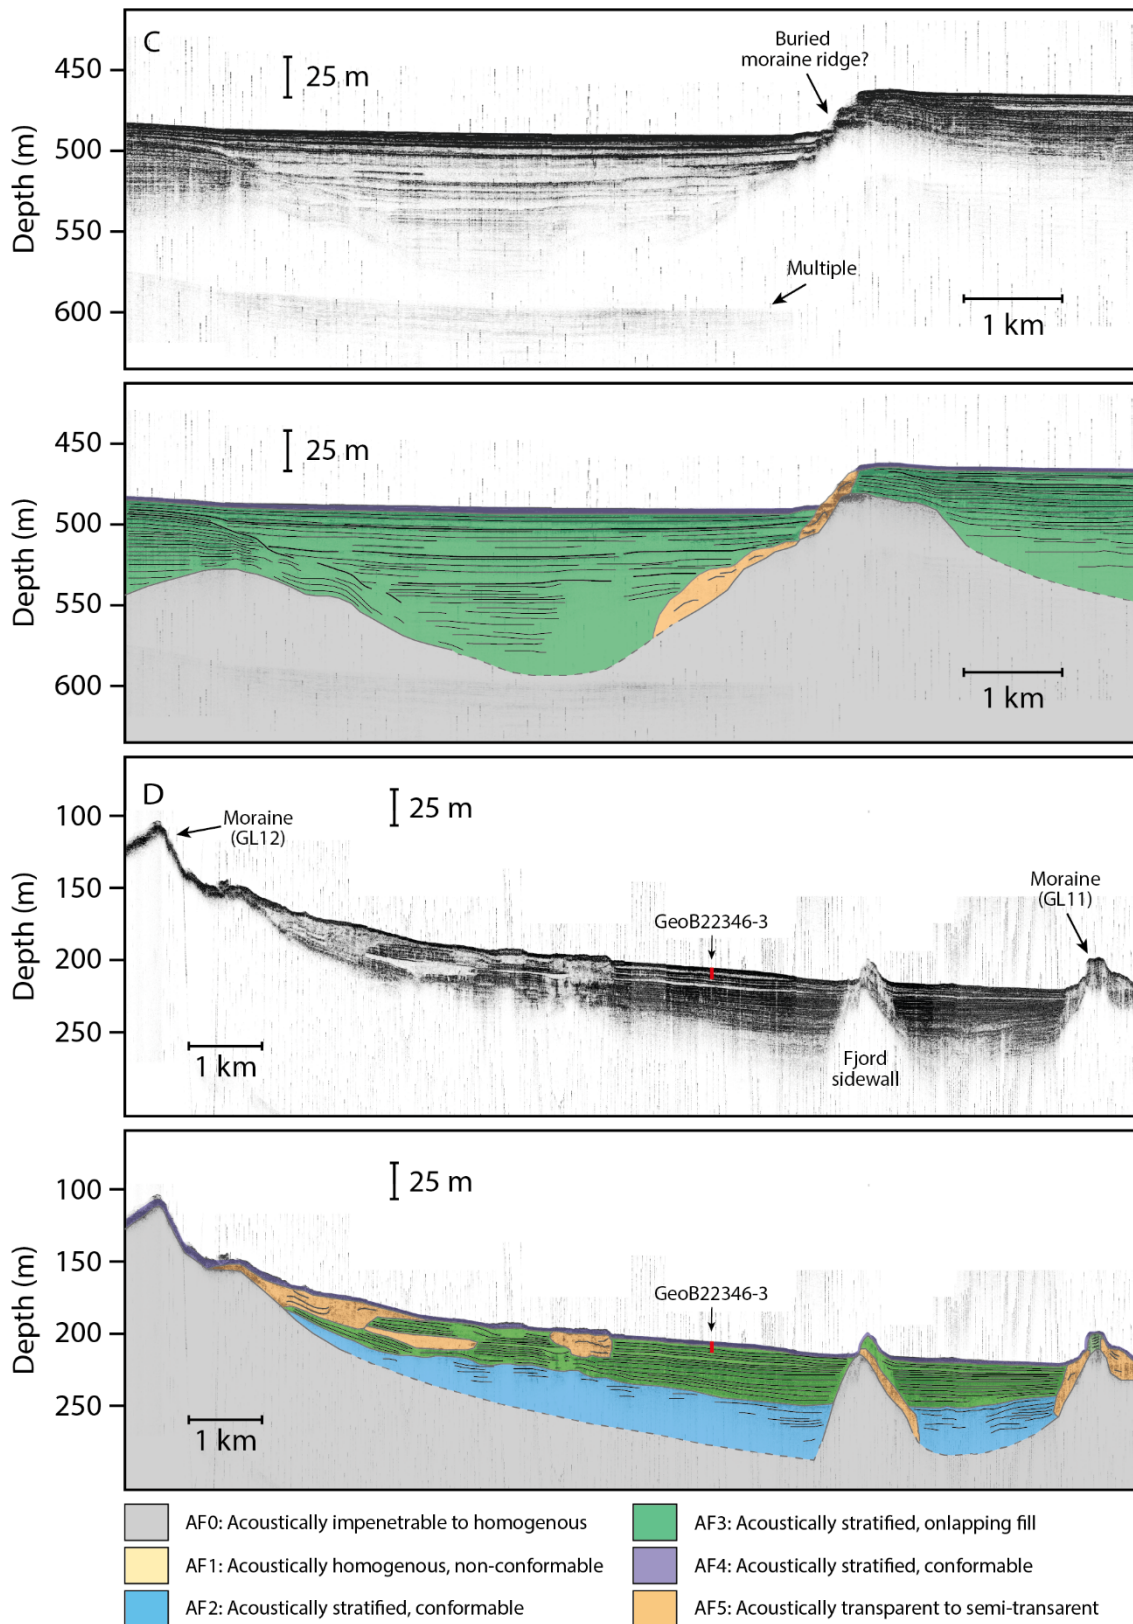 C
Buried
moraine ridge?
25 m
450
500
550
600
Depth (m)
Multiple
1 km
25 m
450
500
550
600
Depth (m)
1 km
D
25 m
100
150
200
250
Depth (m)
Moraine
(GL12)
GeoB22346-3
Moraine
(GL11)
Fjord
sidewall
1 km
25 m
100
150
200
250
Depth (m)
GeoB22346-3
1 km
AF0: Acoustically impenetrable to homogenous
AF1: Acoustically homogenous, non-conformable
AF2: Acoustically stratified, conformable
AF3: Acoustically stratified, onlapping fill
AF4: Acoustically stratified, conformable
AF5: Acoustically transparent to semi-transparent